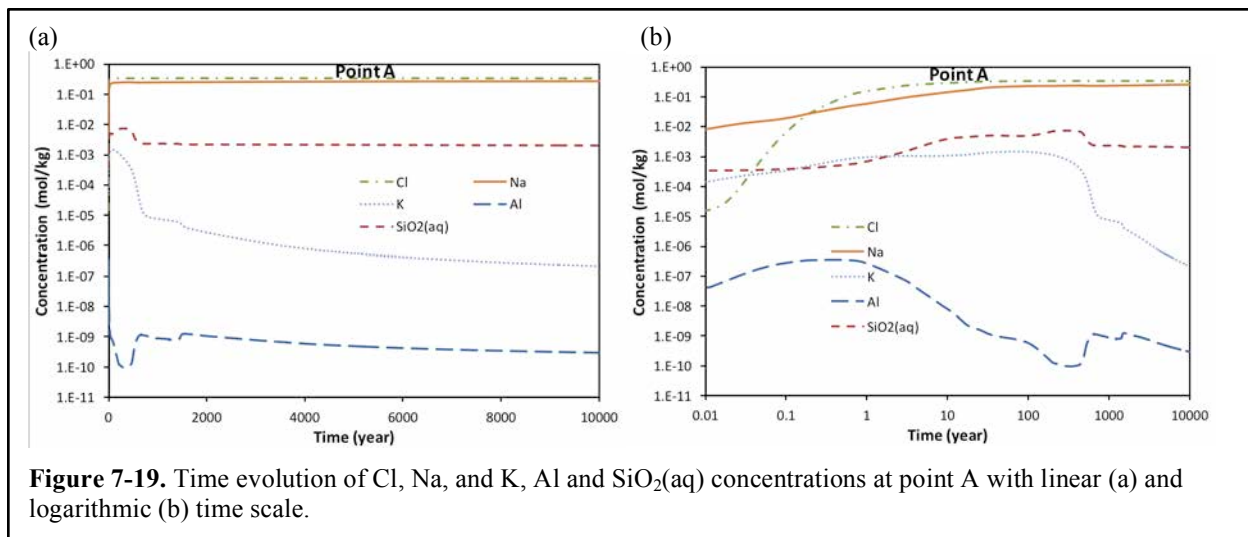 (a)
Point A
1.E+00
1.E-01
1.E-02
1.E-03
1.E-04
1.E-05
1.E-06
1.E-07
1.E-08
1.E-09
1.E-10
1.E-11
Concentration (mol/kg)
Cl
Na
K
Al
SiO2(aq)
0
2000
4000
6000
8000
10000
Time (year)
(b)
Point A
1.E+00
1.E-01
1.E-02
1.E-03
1.E-04
1.E-05
1.E-06
1.E-07
1.E-08
1.E-09
1.E-10
1.E-11
Concentration (mol/kg)
Cl
Na
K
Al
SiO2(aq)
0.01
0.1
1
10
100
1000
10000
Time (year)
Figure 7-19. Time evolution of Cl, Na, and K, Al and SiO₂(aq) concentrations at point A with linear (a) and
logarithmic (b) time scale.